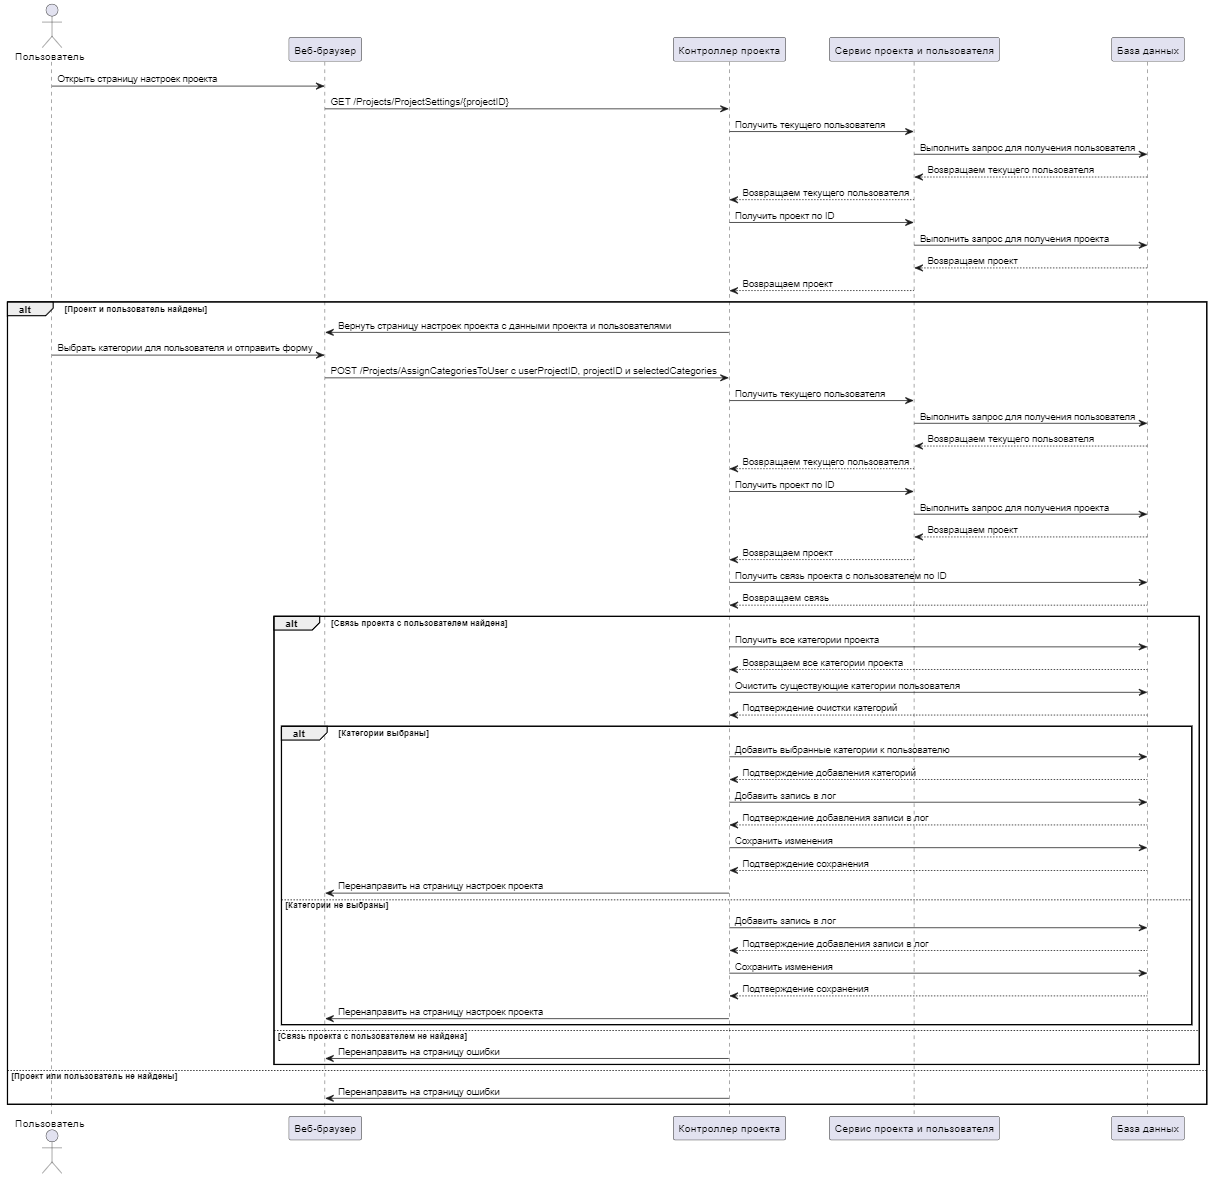 Пользователь
Веб-браузер
Контроллер проекта
Сервис проекта и пользователя
База данных
Открыть страницу настроек проекта
GET /Projects/ProjectSettings/{projectID}
Получить текущего пользователя
Выполнить запрос для получения пользователя
Возвращаем текущего пользователя
Возвращаем текущего пользователя
Получить проект по ID
Выполнить запрос для получения проекта
Возвращаем проект
Возвращаем проект
alt [Проект и пользователь найдены]
Вернуть страницу настроек проекта с данными проекта и пользователями
Выбрать категории для пользователя и отправить форму
POST /Projects/AssignCategoriesToUser с userProjectID, projectID и selectedCategories
Получить текущего пользователя
Выполнить запрос для получения пользователя
Возвращаем текущего пользователя
Возвращаем текущего пользователя
Получить проект по ID
Выполнить запрос для получения проекта
Возвращаем проект
Возвращаем проект
Получить связь проекта с пользователем по ID
Возвращаем связь
alt [Связь проекта с пользователем найдена]
Получить все категории проекта
Возвращаем все категории проекта
Очистить существующие категории пользователя
Подтверждение очистки категорий
alt [Категории выбраны]
Добавить выбранные категории к пользователю
Подтверждение добавления категорий
Добавить запись в лог
Подтверждение добавления записи в лог
Сохранить изменения
Подтверждение сохранения
Перенаправить на страницу настроек проекта
[Категории не выбраны]
Добавить запись в лог
Подтверждение добавления записи в лог
Сохранить изменения
Подтверждение сохранения
Перенаправить на страницу настроек проекта
[Связь проекта с пользователем не найдена]
Перенаправить на страницу ошибки
[Проект или пользователь не найдены]
Перенаправить на страницу ошибки
Пользователь
Веб-браузер
Контроллер проекта
Сервис проекта и пользователя
База данных